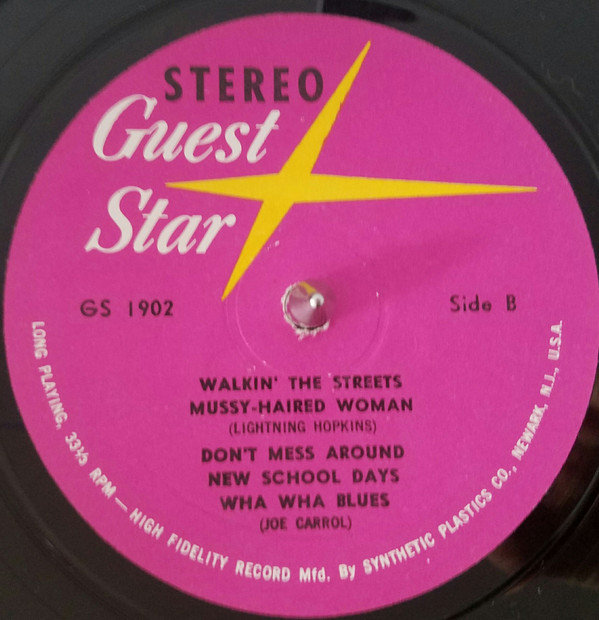 STEREO
Guest
Star
GS 1902
Side B
WALKIN' THE STREETS
MUSSY-HAIRED WOMAN
(LIGHTNING HOPKINS)
DON'T MESS AROUND
NEW SCHOOL DAYS
WHA WHA BLUES
(JOE CARROL)
LONG PLAYING, 33⅓ RPM — HIGH FIDELITY RECORD Mfd. By SYNTHETIC PLASTICS CO., NEWARK, N.J., U.S.A.